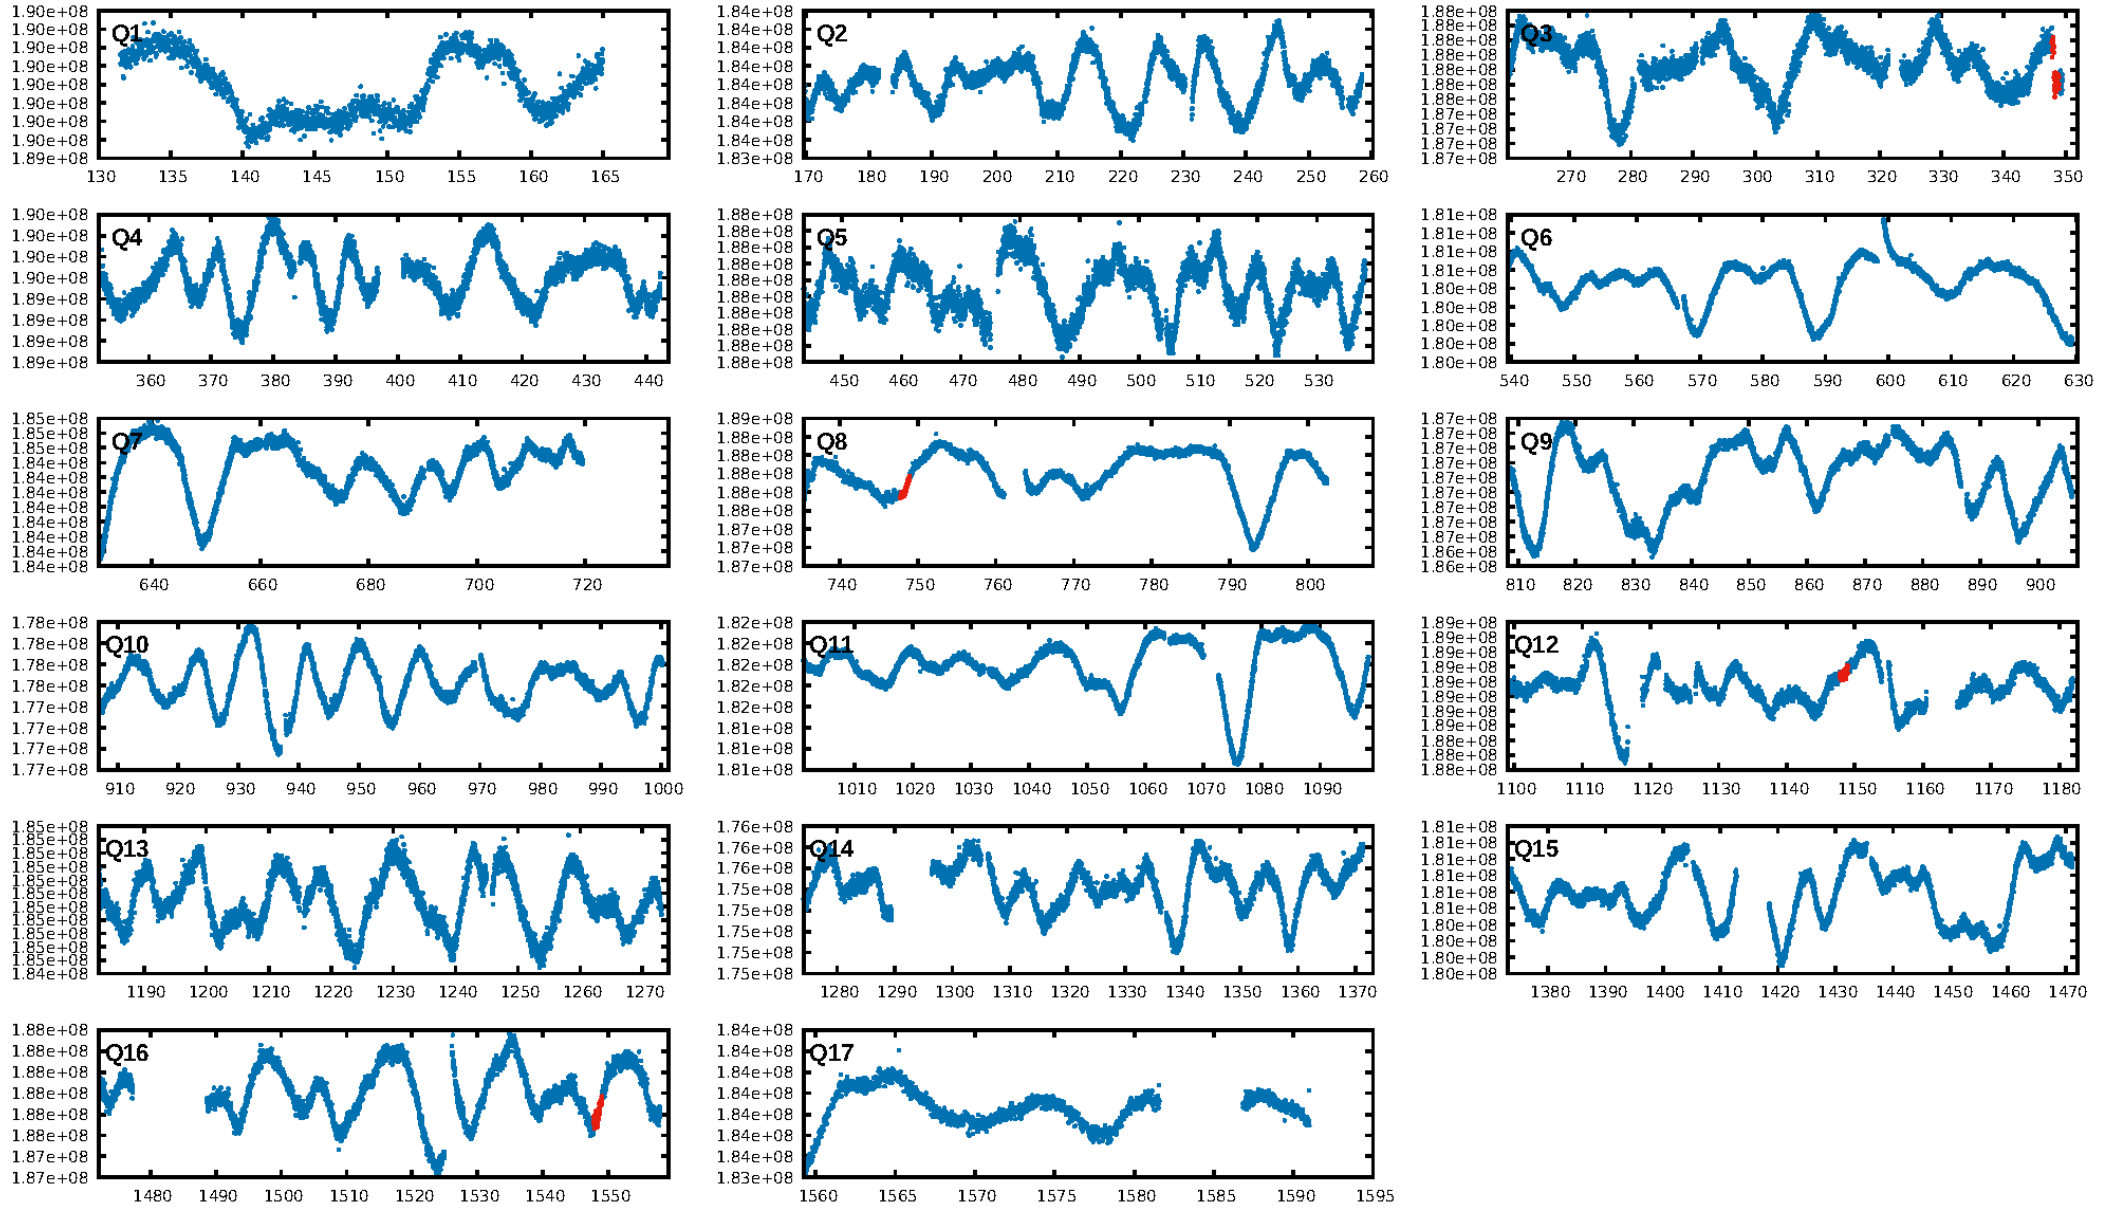 1.90e+08
1.90e+08
1.90e+08
1.90e+08
1.90e+08
1.90e+08
1.90e+08
1.90e+08
1.89e+08
Q1
130 135 140 145 150 155 160 165
1.84e+08
1.84e+08
1.84e+08
1.84e+08
1.84e+08
1.84e+08
1.84e+08
1.84e+08
1.83e+08
Q2
170 180 190 200 210 220 230 240 250 260
1.88e+08
1.88e+08
1.88e+08
1.88e+08
1.88e+08
1.88e+08
1.88e+08
1.88e+08
1.87e+08
1.87e+08
1.87e+08
Q3
270 280 290 300 310 320 330 340 350
1.90e+08
1.90e+08
1.90e+08
1.90e+08
1.89e+08
1.89e+08
1.89e+08
1.89e+08
Q4
360 370 380 390 400 410 420 430 440
1.88e+08
1.88e+08
1.88e+08
1.88e+08
1.88e+08
1.88e+08
1.88e+08
1.88e+08
1.88e+08
1.88e+08
Q5
450 460 470 480 490 500 510 520 530
1.81e+08
1.81e+08
1.81e+08
1.81e+08
1.80e+08
1.80e+08
1.80e+08
1.80e+08
1.80e+08
Q6
540 550 560 570 580 590 600 610 620 630
1.85e+08
1.85e+08
1.85e+08
1.84e+08
1.84e+08
1.84e+08
1.84e+08
1.84e+08
1.84e+08
1.84e+08
1.84e+08
Q7
640 660 680 700 720
1.89e+08
1.88e+08
1.88e+08
1.88e+08
1.88e+08
1.88e+08
1.87e+08
1.87e+08
1.87e+08
Q8
740 750 760 770 780 790 800
1.87e+08
1.87e+08
1.87e+08
1.87e+08
1.87e+08
1.87e+08
1.87e+08
1.87e+08
1.87e+08
1.86e+08
1.86e+08
Q9
810 820 830 840 850 860 870 880 890 900
1.78e+08
1.78e+08
1.78e+08
1.78e+08
1.77e+08
1.77e+08
1.77e+08
1.77e+08
Q10
910 920 930 940 950 960 970 980 990 1000
1.82e+08
1.82e+08
1.82e+08
1.82e+08
1.82e+08
1.81e+08
1.81e+08
1.81e+08
Q11
1010 1020 1030 1040 1050 1060 1070 1080 1090
1.89e+08
1.89e+08
1.89e+08
1.89e+08
1.89e+08
1.89e+08
1.89e+08
1.89e+08
1.88e+08
1.88e+08
1.88e+08
Q12
1100 1110 1120 1130 1140 1150 1160 1170 1180
1.85e+08
1.85e+08
1.85e+08
1.85e+08
1.85e+08
1.85e+08
1.85e+08
1.85e+08
1.85e+08
1.85e+08
1.85e+08
1.84e+08
Q13
1190 1200 1210 1220 1230 1240 1250 1260 1270
1.76e+08
1.76e+08
1.76e+08
1.75e+08
1.75e+08
1.75e+08
1.75e+08
1.75e+08
Q14
1280 1290 1300 1310 1320 1330 1340 1350 1360 1370
1.81e+08
1.81e+08
1.81e+08
1.81e+08
1.81e+08
1.81e+08
1.80e+08
1.80e+08
1.80e+08
1.80e+08
Q15
1380 1390 1400 1410 1420 1430 1440 1450 1460 1470
1.88e+08
1.88e+08
1.88e+08
1.88e+08
1.88e+08
1.88e+08
1.87e+08
1.87e+08
Q16
1480 1490 1500 1510 1520 1530 1540 1550
1.84e+08
1.84e+08
1.84e+08
1.84e+08
1.84e+08
1.84e+08
1.84e+08
1.83e+08
Q17
1560 1565 1570 1575 1580 1585 1590 1595